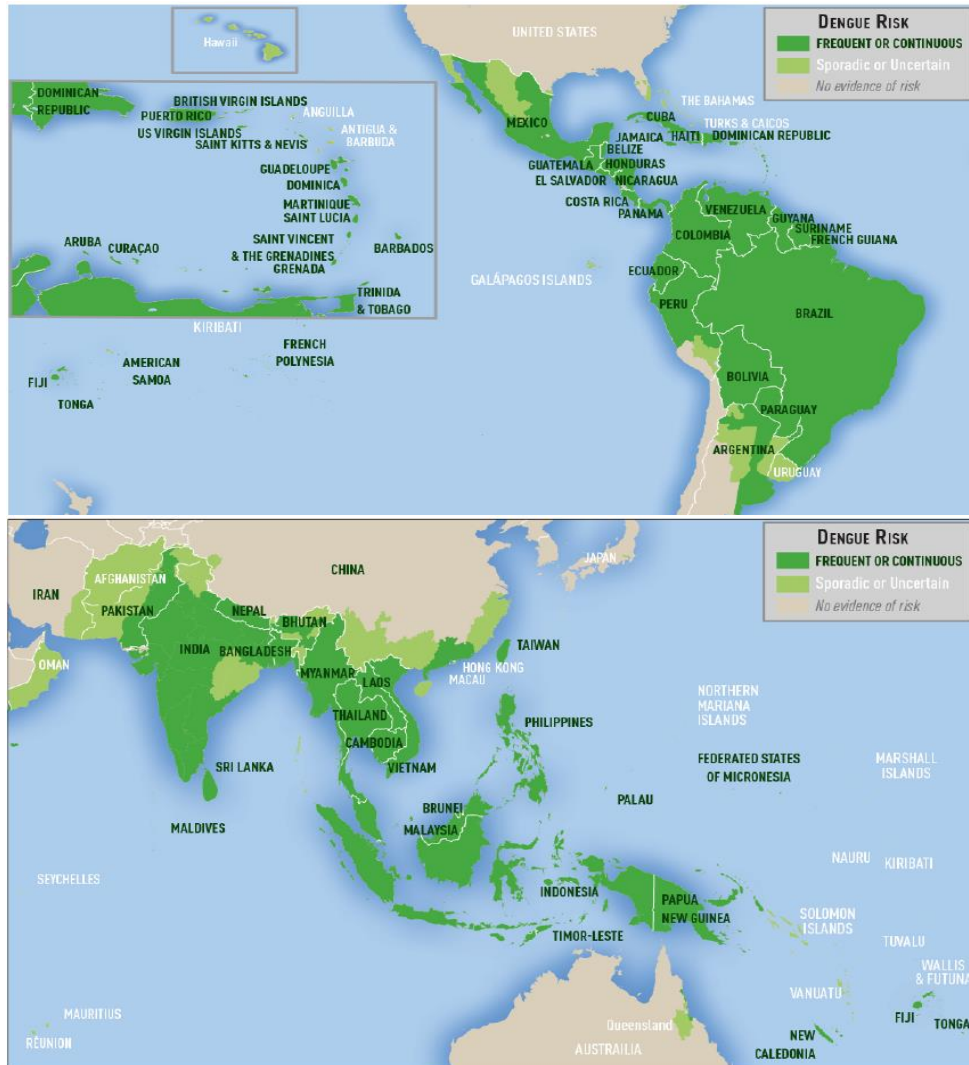 Hawaii
UNITED STATES
DENGUE RISK
FREQUENT OR CONTINUOUS
Sporadic or Uncertain
No evidence of risk
DOMINICAN
REPUBLIC
BRITISH VIRGIN ISLANDS
PUERTO RICO
ANGUILLA
US VIRGIN ISLANDS
SAINT KITTS & NEVIS
ANTIGUA &
BARBUDA
GUADELOUPE
DOMINICA
MARTINIQUE
SAINT LUCIA
SAINT VINCENT
& THE GRENADINES
GRENADA
BARBADOS
ARUBA
CURAÇAO
TRINIDA
& TOBAGO
MEXICO
THE BAHAMAS
CUBA
TURKS & CAICOS
JAMAICA
HAITI
DOMINICAN REPUBLIC
BELIZE
GUATEMALA
HONDURAS
EL SALVADOR
NICARAGUA
COSTA RICA
PANAMA
VENEZUELA
GUYANA
SURINAME
FRENCH GUIANA
COLOMBIA
ECUADOR
GALÁPAGOS ISLANDS
PERU
BRAZIL
KIRIBATI
FRENCH
POLYNESIA
AMERICAN
SAMOA
FIJI
TONGA
BOLIVIA
PARAGUAY
ARGENTINA
URUGUAY
DENGUE RISK
FREQUENT OR CONTINUOUS
Sporadic or Uncertain
No evidence of risk
JAPAN
CHINA
AFGHANISTAN
IRAN
PAKISTAN
NEPAL
BHUTAN
INDIA
BANGLADESH
TAIWAN
OMAN
MYANMAR
LAOS
HONG KONG
MACAU
THAILAND
PHILIPPINES
NORTHERN
MARIANA
ISLANDS
CAMBODIA
VIETNAM
SRI LANKA
FEDERATED STATES
OF MICRONESIA
MARSHALL
ISLANDS
PALAU
BRUNEI
MALAYSIA
MALDIVES
NAURU
KIRIBATI
SEYCHELLES
INDONESIA
PAPUA
NEW GUINEA
SOLOMON
ISLANDS
TIMOR-LESTE
TUVALU
WALLIS
& FUTUNA
VANUATU
MAURITIUS
RÉUNION
Queensland
AUSTRAILIA
FIJI
TONGA
NEW
CALEDONIA